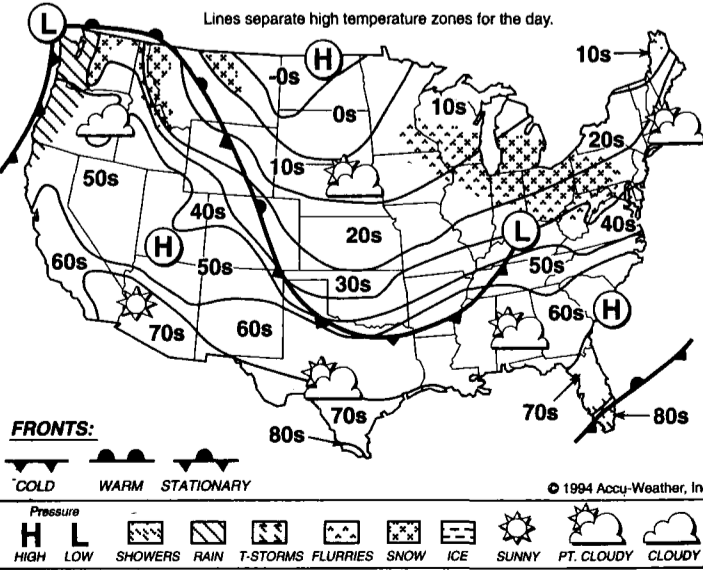 Lines separate high temperature zones for the day.
L
H
-0s
10s
0s
10s
20s
10s
50s
40s
40s
20s
L
H
60s
50s
50s
30s
60s
H
70s
60s
70s
70s
80s
80s
FRONTS:
COLD WARM STATIONARY
© 1994 Accu-Weather, In
Pressure
H L
HIGH LOW SHOWERS RAIN T-STORMS FLURRIES SNOW ICE SUNNY PT. CLOUDY CLOUDY